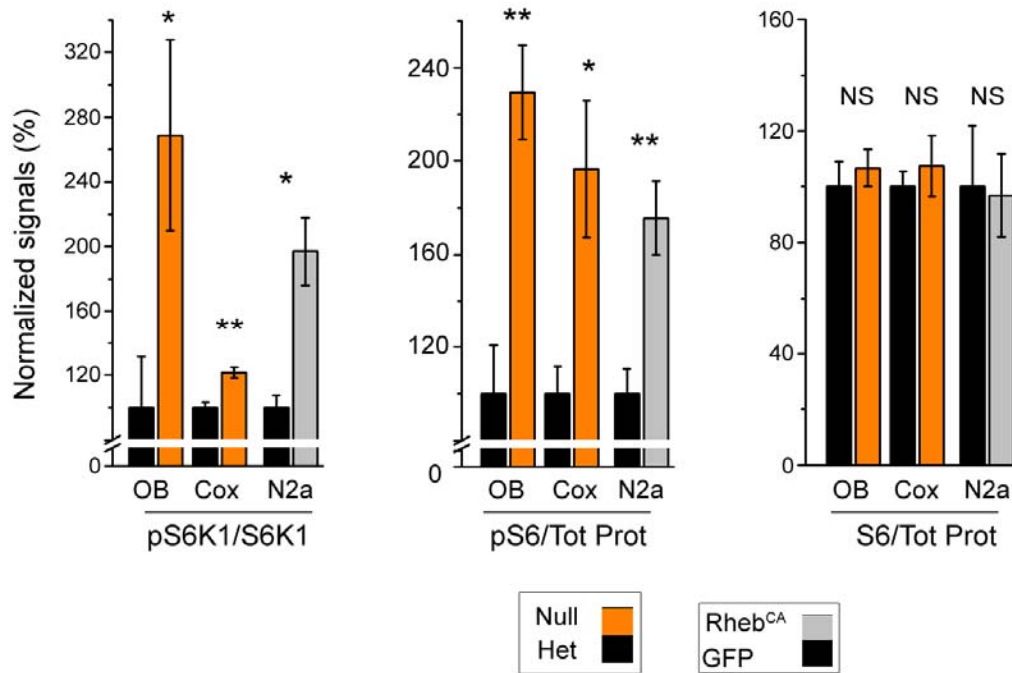 Normalized signals (%)
320
280
240
200
160
120
0
*
**
*
OB Cox N2a
pS6K1/S6K1
240
200
160
120
0
**
*
**
OB Cox N2a
pS6/Tot Prot
160
120
80
40
0
NS NS NS
OB Cox N2a
S6/Tot Prot
Null
Het
Rheb^CA
GFP